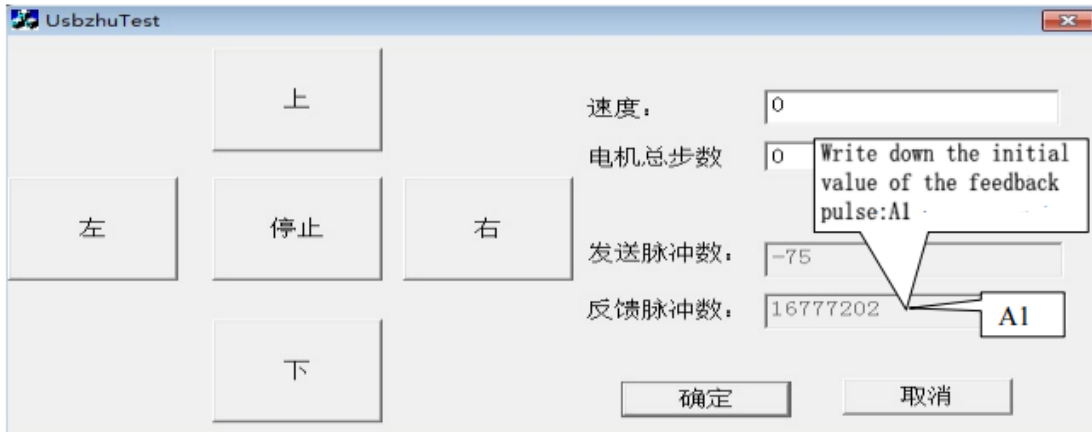 UsbzhuTest
上
左
停止
右
下
速度：
0
电机总步数
0
Write down the initial
value of the feedback
pulse:A1
发送脉冲数：
-75
反馈脉冲数：
16777202
A1
确定
取消